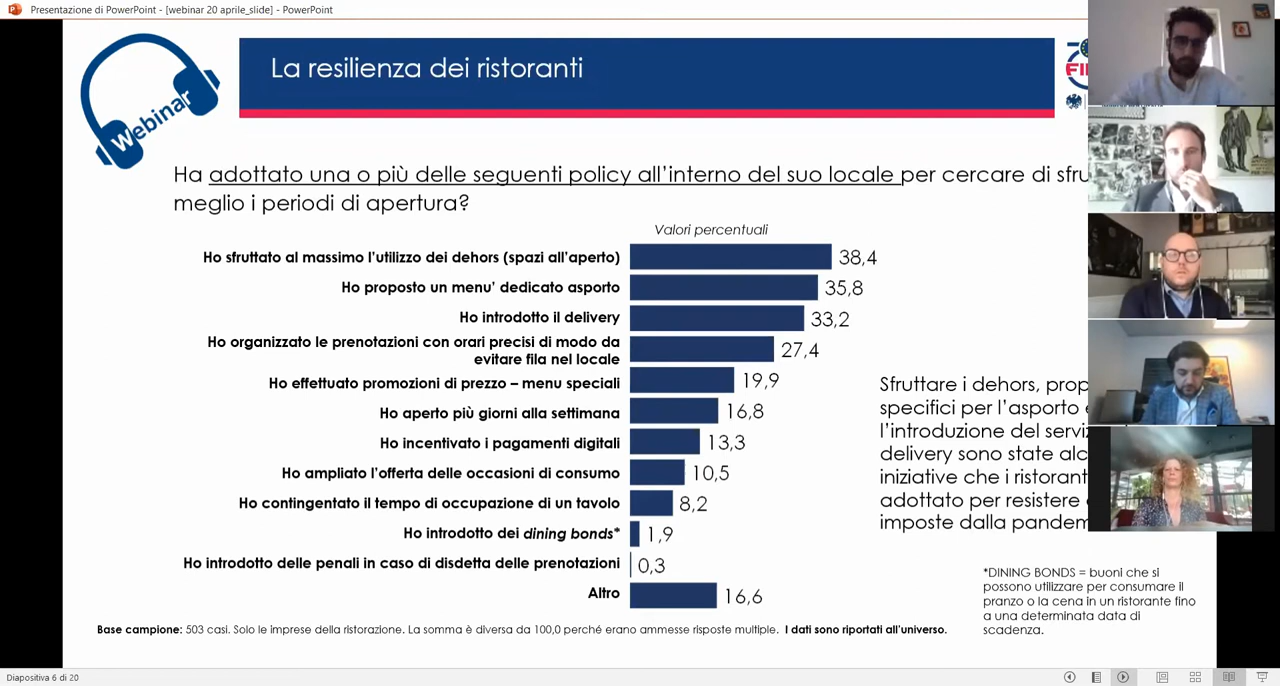 Presentazione di PowerPoint - [webinar 20 aprile_slide] - PowerPoint
Webinar
La resilienza dei ristoranti
Ha adottato una o più delle seguenti policy all'interno del suo locale per cercare di
meglio i periodi di apertura?
Valori percentuali
Ho sfruttato al massimo l'utilizzo dei dehors (spazi all'aperto) 38,4
Ho proposto un menu' dedicato asporto 35,8
Ho introdotto il delivery 33,2
Ho organizzato le prenotazioni con orari precisi di modo da
evitare fila nel locale 27,4
Ho effettuato promozioni di prezzo – menu speciali 19,9
Ho aperto più giorni alla settimana 16,8
Ho incentivato i pagamenti digitali 13,3
Ho ampliato l'offerta delle occasioni di consumo 10,5
Ho contingentato il tempo di occupazione di un tavolo 8,2
Ho introdotto dei dining bonds* 1,9
Ho introdotto delle penali in caso di disdetta delle prenotazioni 0,3
Altro 16,6
Sfruttare i dehors,
specifici per l'asporto
l'introduzione del
delivery sono state
iniziative che i
adottato per resistere
imposte dalla
*DINING BONDS = buoni che si
possono utilizzare per consumare il
pranzo o la cena in un ristorante fino
a una determinata data di
scadenza.
Base campione: 503 casi. Solo le imprese della ristorazione. La somma è diversa da 100,0 perché erano ammesse risposte multiple. I dati sono riportati all'universo.
Diapositiva 6 di 20